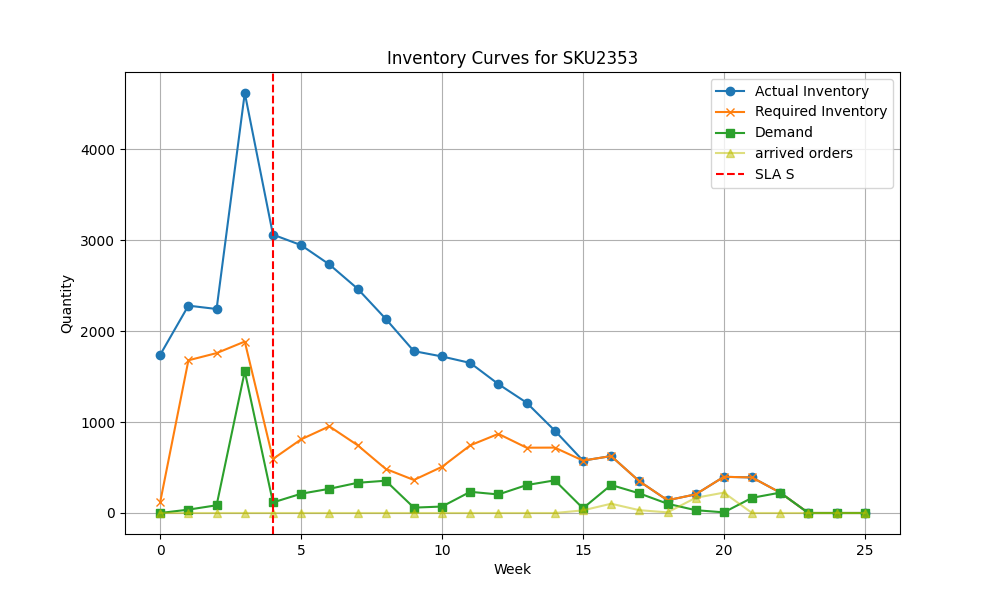 Inventory Curves for SKU2353
Actual Inventory
Required Inventory
Demand
arrived orders
SLA S
Quantity
4000
3000
2000
1000
0
0 5 10 15 20 25
Week